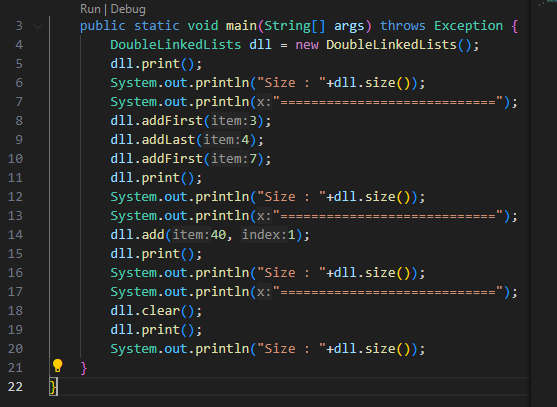 Run | Debug
3 public static void main(String[] args) throws Exception {
4 DoubleLinkedLists dll = new DoubleLinkedLists();
5 dll.print();
6 System.out.println("Size : "+dll.size());
7 System.out.println(x:"============================");
8 dll.addFirst(item:3);
9 dll.addLast(item:4);
10 dll.addFirst(item:7);
11 dll.print();
12 System.out.println("Size : "+dll.size());
13 System.out.println(x:"============================");
14 dll.add(item:40, index:1);
15 dll.print();
16 System.out.println("Size : "+dll.size());
17 System.out.println(x:"============================");
18 dll.clear();
19 dll.print();
20 System.out.println("Size : "+dll.size());
21 }
22 }